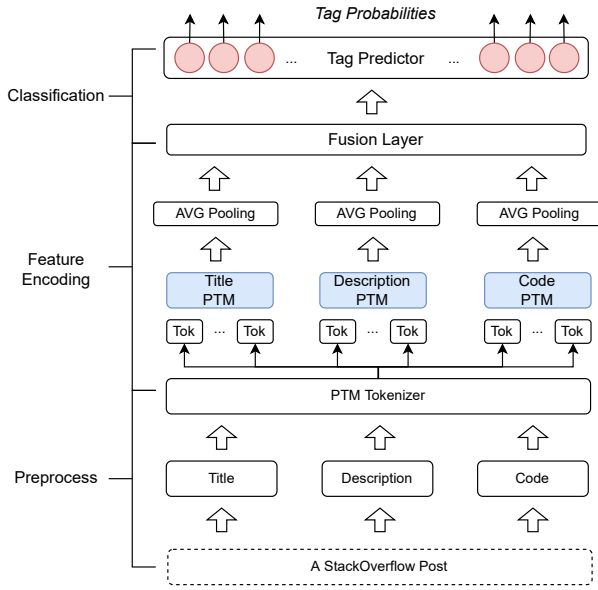 Tag Probabilities
... Tag Predictor ...
Classification
Fusion Layer
AVG Pooling AVG Pooling AVG Pooling
Feature
Encoding
Title
PTM
Description
PTM
Code
PTM
Tok ... Tok Tok ... Tok Tok ... Tok
PTM Tokenizer
Preprocess
Title Description Code
A StackOverflow Post